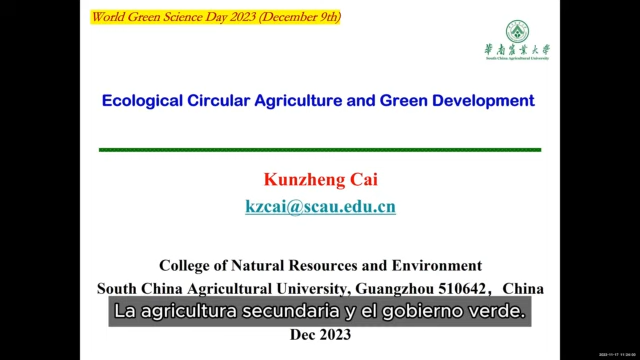 World Green Science Day 2023 (December 9th)
華南農業大學
South China Agricultural University
Ecological Circular Agriculture and Green Development
Kunzheng Cai
kzcai@scau.edu.cn
College of Natural Resources and Environment
South China Agricultural University, Guangzhou 510642, China
La agricultura secundaria y el gobierno verde.
Dec 2023